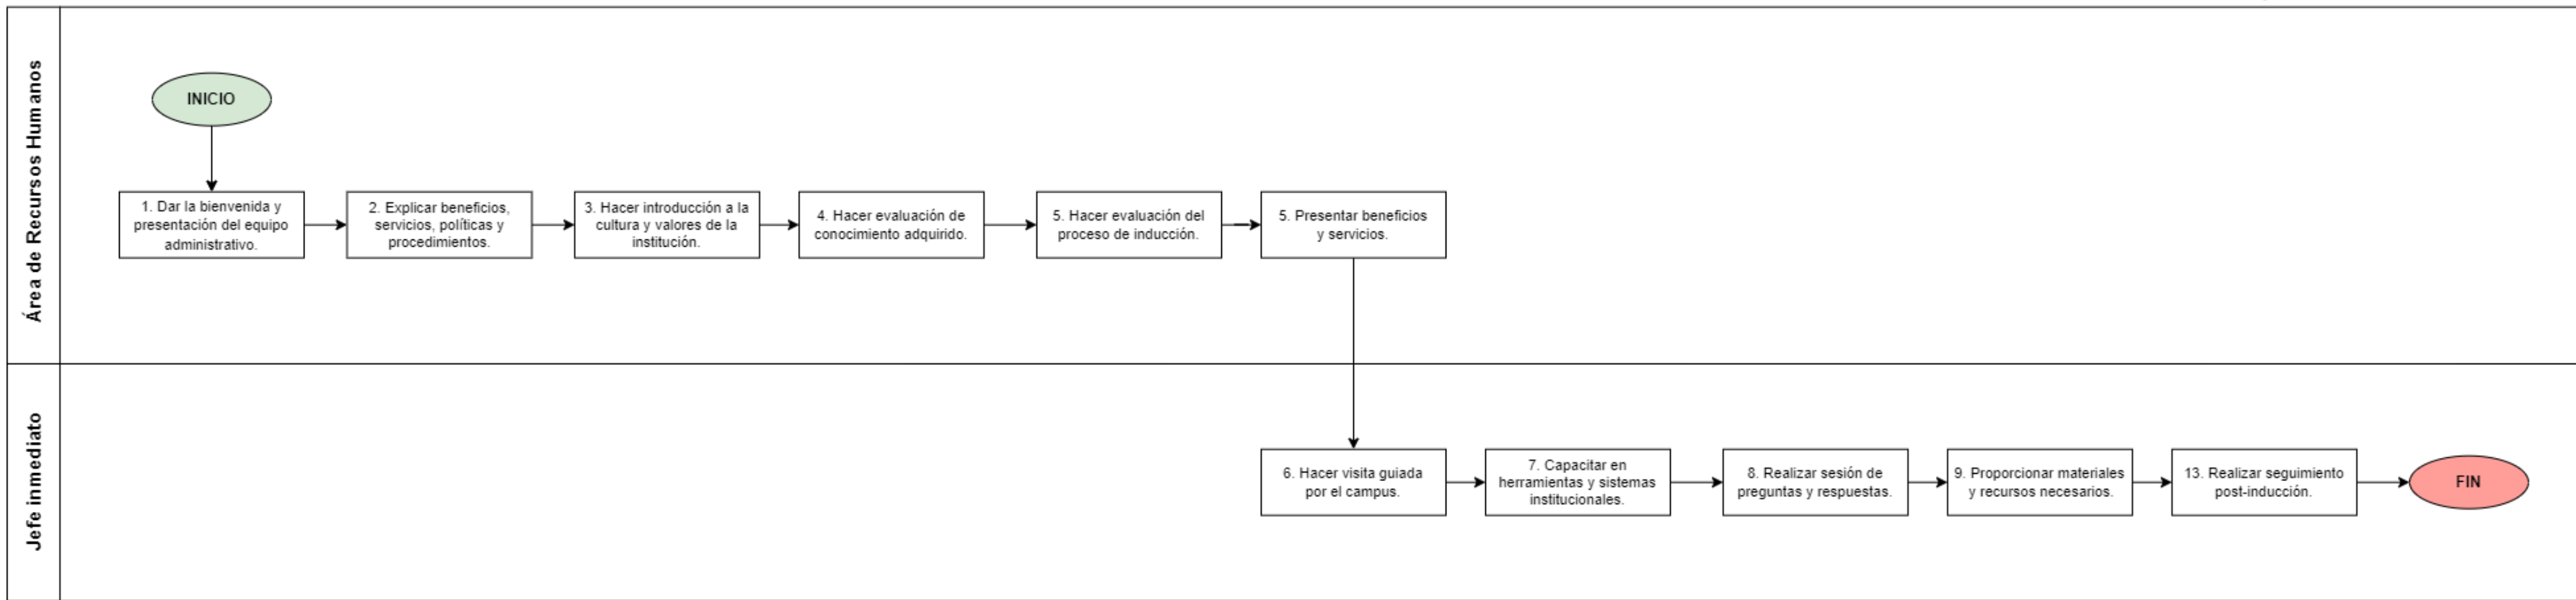 Área de Recursos Humanos
INICIO
1. Dar la bienvenida y
presentación del equipo
administrativo.
2. Explicar beneficios,
servicios, políticas y
procedimientos.
3. Hacer introducción a la
cultura y valores de la
institución.
4. Hacer evaluación de
conocimiento adquirido.
5. Hacer evaluación del
proceso de inducción.
5. Presentar beneficios
y servicios.
Jefe inmediato
6. Hacer visita guiada
por el campus.
7. Capacitar en
herramientas y sistemas
institucionales.
8. Realizar sesión de
preguntas y respuestas.
9. Proporcionar materiales
y recursos necesarios.
13. Realizar seguimiento
post-inducción.
FIN